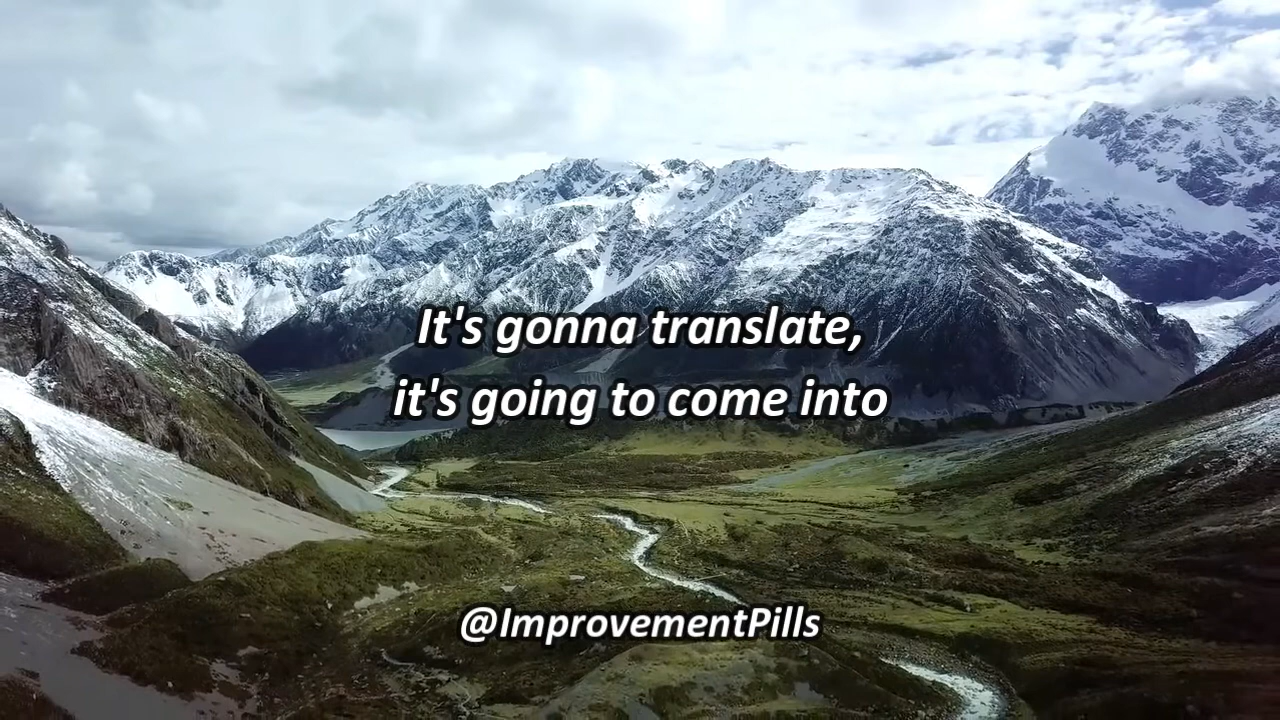 It's gonna translate,
it's going to come into
@ImprovementPills